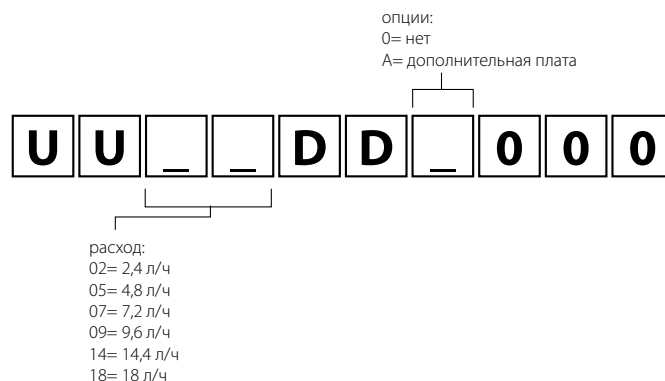 опции:
0= нет
A= дополнительная плата
U U _ _ D D _ 0 0 0
расход:
02= 2,4 л/ч
05= 4,8 л/ч
07= 7,2 л/ч
09= 9,6 л/ч
14= 14,4 л/ч
18= 18 л/ч